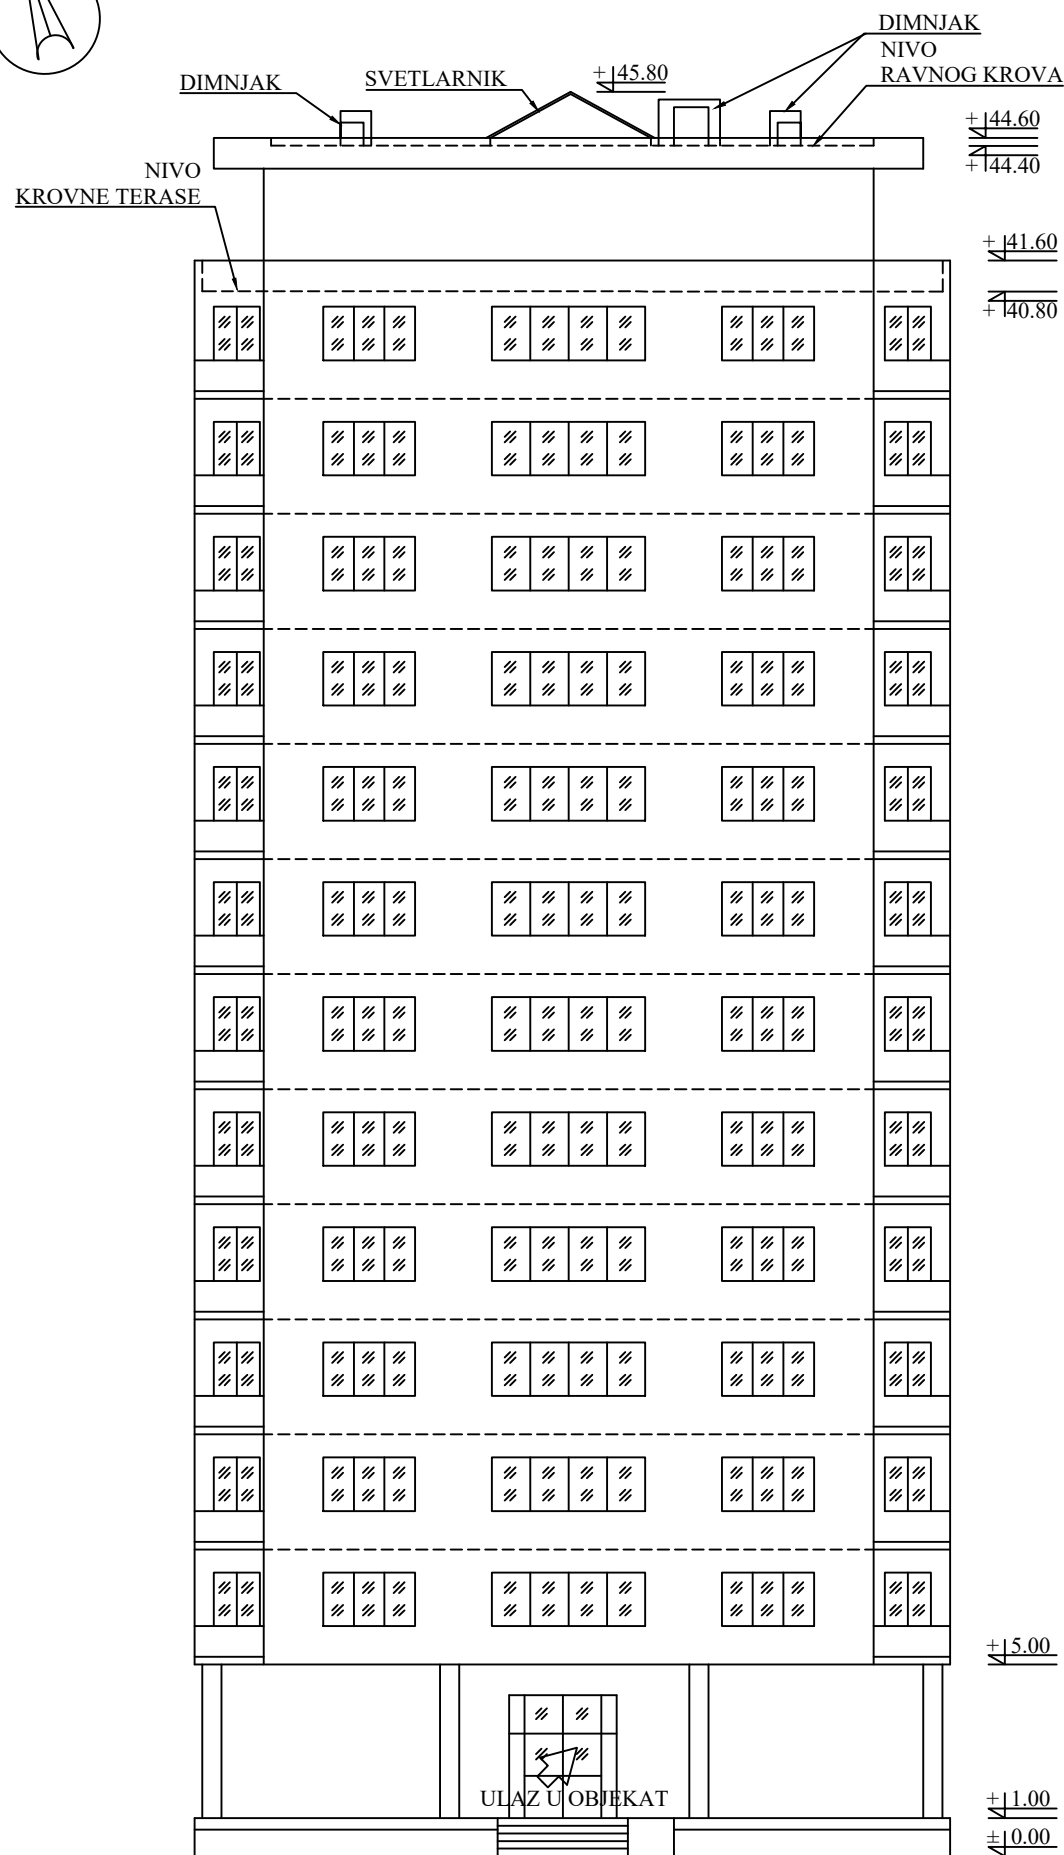 DIMNJAK
NIVO
RAVNOG KROVA
DIMNJAK
SVETLARNIK
+ 45.80
+ 44.60
+ 44.40
NIVO
KROVNE TERASE
+ 41.60
+ 40.80
+ 5.00
ULAZ U OBJEKAT
+ 1.00
± 0.00